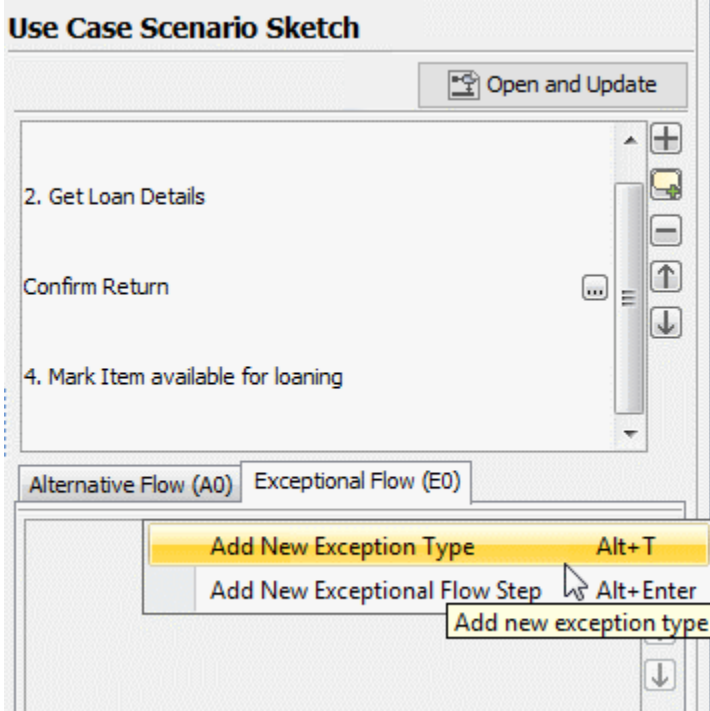 Use Case Scenario Sketch
Open and Update
2. Get Loan Details
Confirm Return
...
4. Mark Item available for loaning
Alternative Flow (A0) Exceptional Flow (E0)
Add New Exception Type Alt+T
Add New Exceptional Flow Step Alt+Enter
Add new exception type